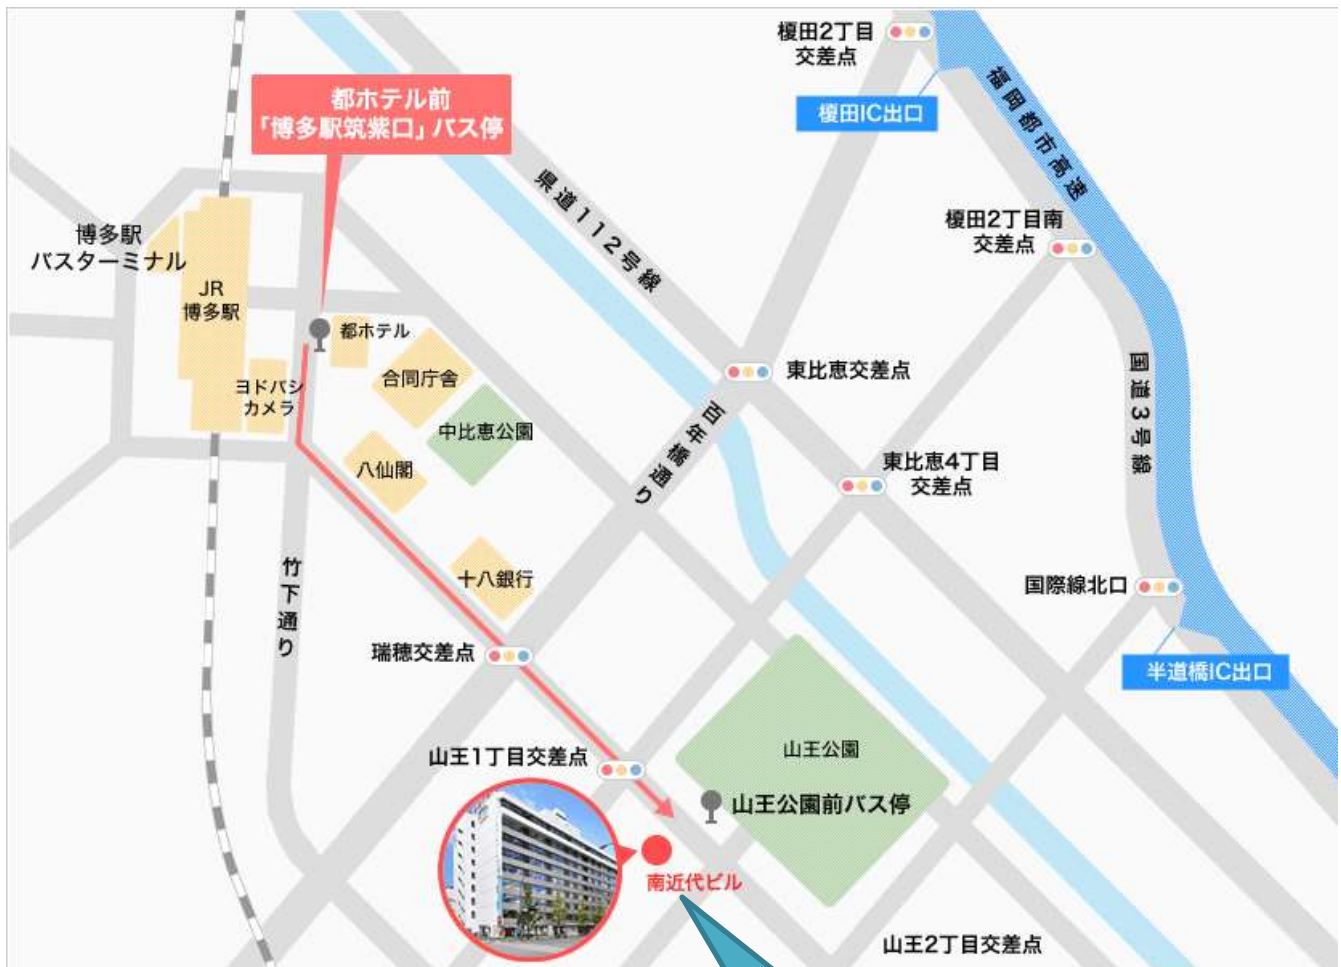 榎田2丁目
交差点
都ホテル前
「博多駅筑紫口」バス停
榎田IC出口
福岡都市高速
県道112号線
榎田2丁目南
交差点
博多駅
バスターミナル
JR
博多駅
都ホテル
合同庁舎
ヨドバシ
カメラ
中比恵公園
東比恵交差点
国道3号線
百年橋通り
八仙閣
東比恵4丁目
交差点
十八銀行
竹下通り
国際線北口
瑞穂交差点
半道橋IC出口
山王1丁目交差点
山王公園
山王公園前バス停
南近代ビル
山王2丁目交差点